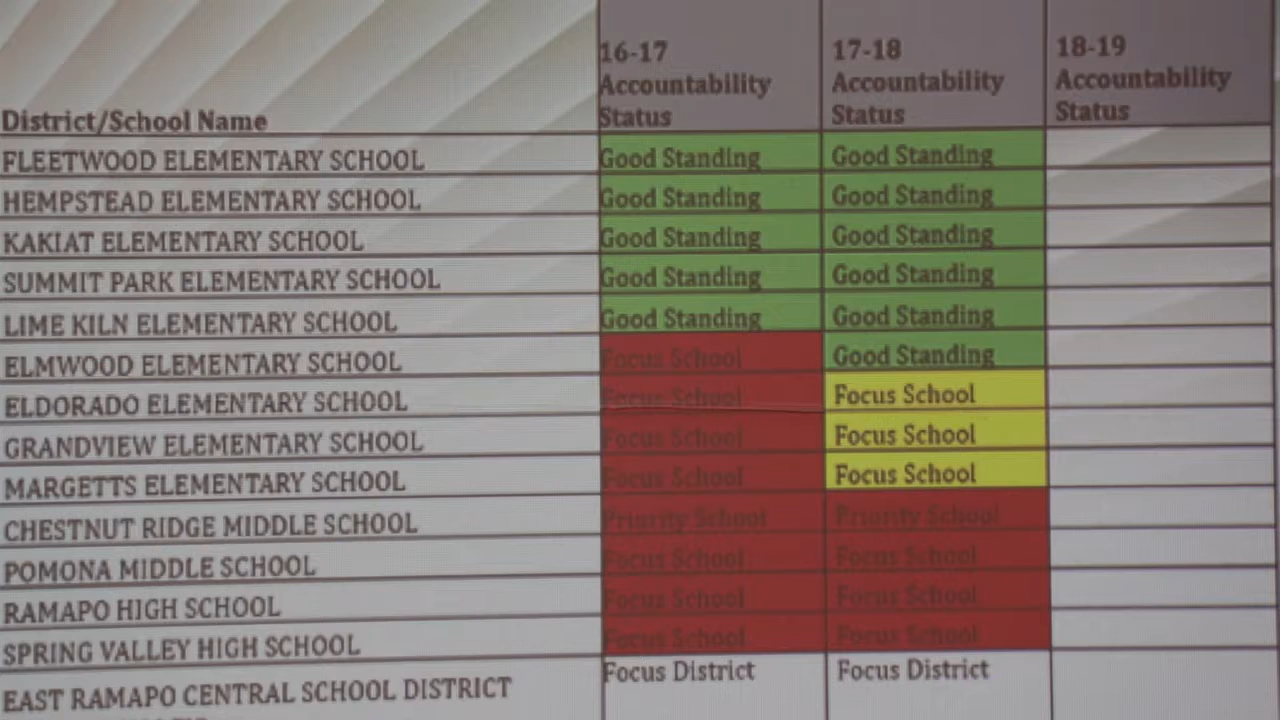 16-17 17-18 18-19
Accountability Accountability Accountability
District/School Name Status Status Status
FLEETWOOD ELEMENTARY SCHOOL Good Standing Good Standing
HEMPSTEAD ELEMENTARY SCHOOL Good Standing Good Standing
KAKIAT ELEMENTARY SCHOOL Good Standing Good Standing
SUMMIT PARK ELEMENTARY SCHOOL Good Standing Good Standing
LIME KILN ELEMENTARY SCHOOL Good Standing Good Standing
ELMWOOD ELEMENTARY SCHOOL Focus School Good Standing
ELDORADO ELEMENTARY SCHOOL Focus School Focus School
GRANDVIEW ELEMENTARY SCHOOL Focus School Focus School
MARGETTS ELEMENTARY SCHOOL Focus School Focus School
CHESTNUT RIDGE MIDDLE SCHOOL Priority School Priority School
POMONA MIDDLE SCHOOL Focus School Focus School
RAMAPO HIGH SCHOOL Focus School Focus School
SPRING VALLEY HIGH SCHOOL Focus School Focus School
EAST RAMAPO CENTRAL SCHOOL DISTRICT Focus District Focus District